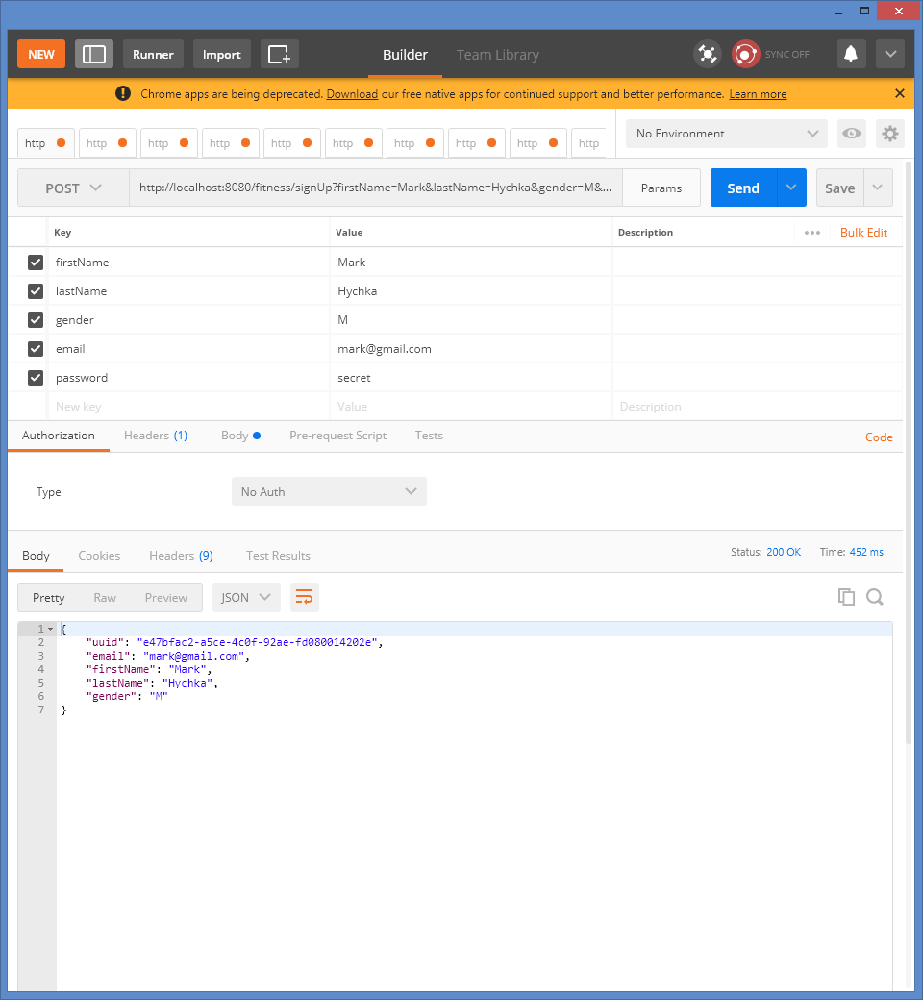 NEW Runner Import Builder Team Library SYNC OFF
Chrome apps are being deprecated. Download our free native apps for continued support and better performance. Learn more
http http http http http http http http http http No Environment
POST http://localhost:8080/fitness/signUp?firstName=Mark&lastName=Hychka&gender=M&... Params Send Save
Key Value Description Bulk Edit
firstName Mark
lastName Hychka
gender M
email mark@gmail.com
password secret
New key Value Description
Authorization Headers (1) Body Pre-request Script Tests Code
Type No Auth
Body Cookies Headers (9) Test Results Status: 200 OK Time: 452 ms
Pretty Raw Preview JSON
1 {
2 "uuid": "e47bfac2-a5ce-4c0f-92ae-fd080014202e",
3 "email": "mark@gmail.com",
4 "firstName": "Mark",
5 "lastName": "Hychka",
6 "gender": "M"
7 }